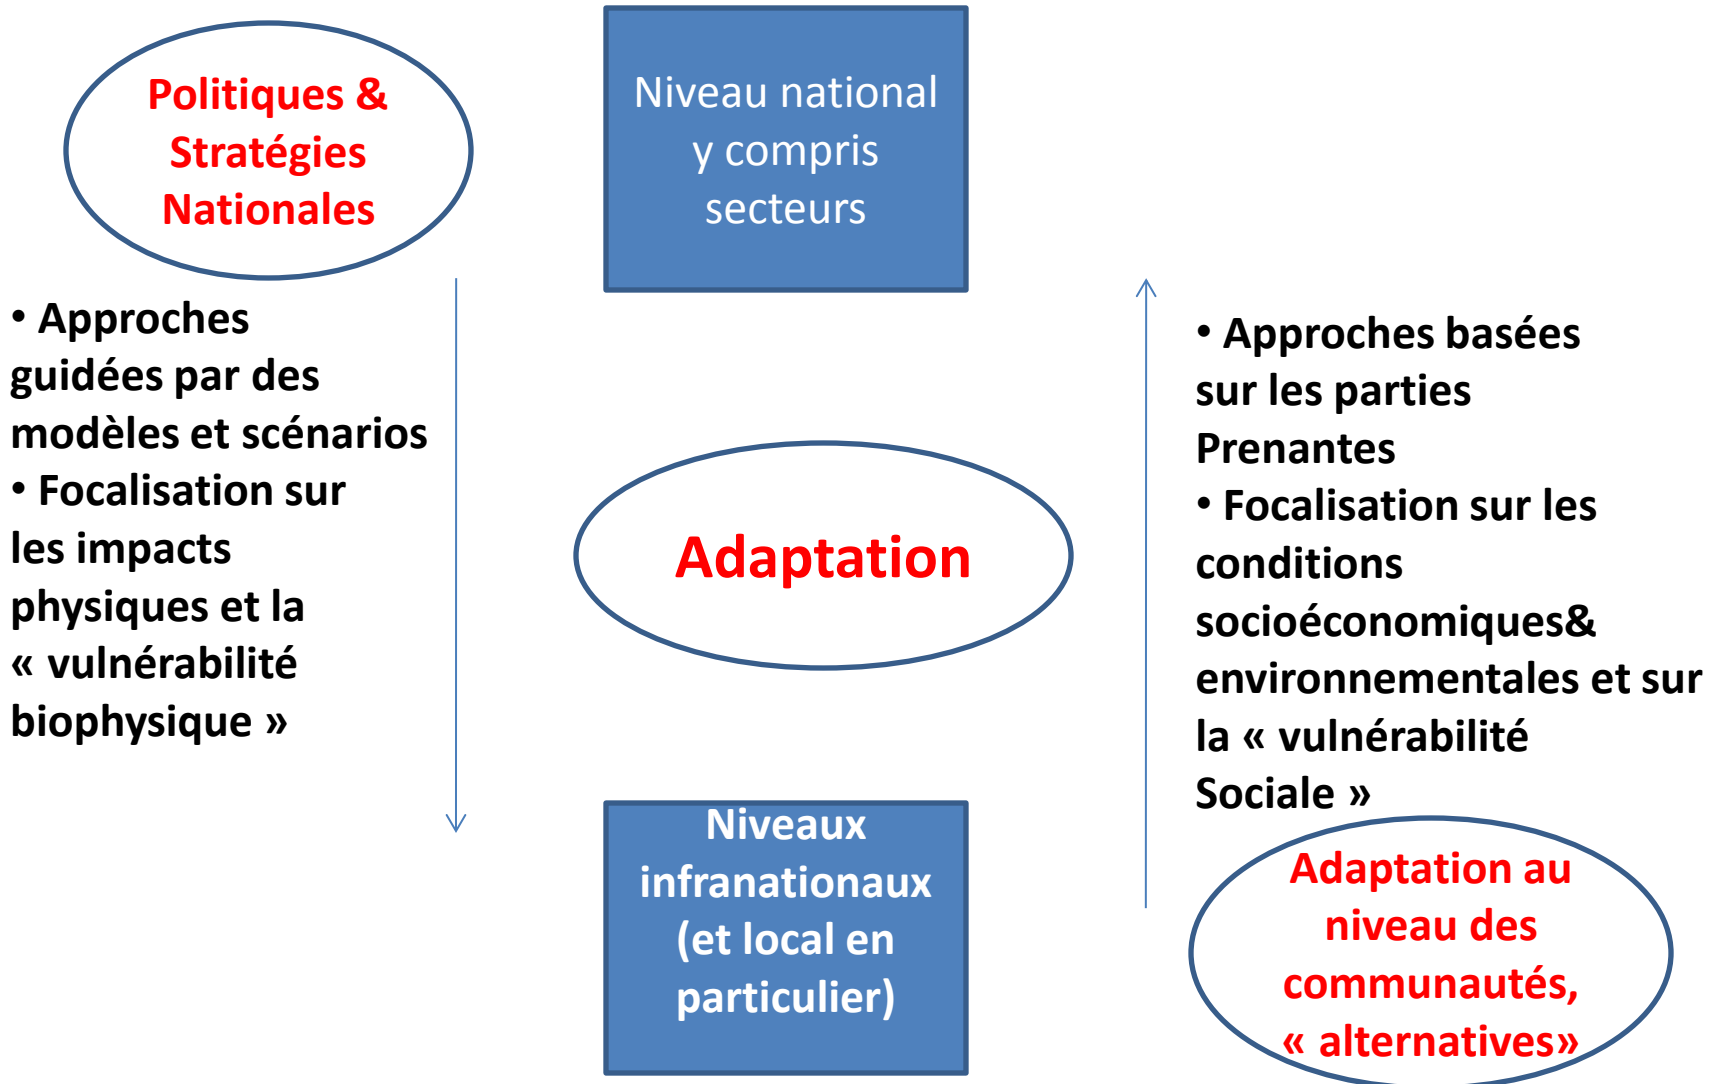 Politiques &
Stratégies
Nationales
Niveau national
y compris
secteurs
• Approches
guidées par des
modèles et scénarios
• Focalisation sur
les impacts
physiques et la
« vulnérabilité
biophysique »
Adaptation
• Approches basées
sur les parties
Prenantes
• Focalisation sur les
conditions
socioéconomiques&
environnementales et sur
la « vulnérabilité
Sociale »
Niveaux
infranationaux
(et local en
particulier)
Adaptation au
niveau des
communautés,
« alternatives»